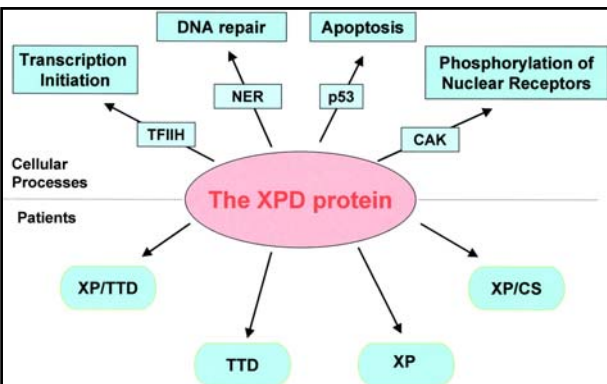 DNA repair
Apoptosis
Transcription
Initiation
Phosphorylation of
Nuclear Receptors
NER
p53
TFIIH
CAK
Cellular
Processes
The XPD protein
Patients
XP/TTD
XP/CS
TTD
XP